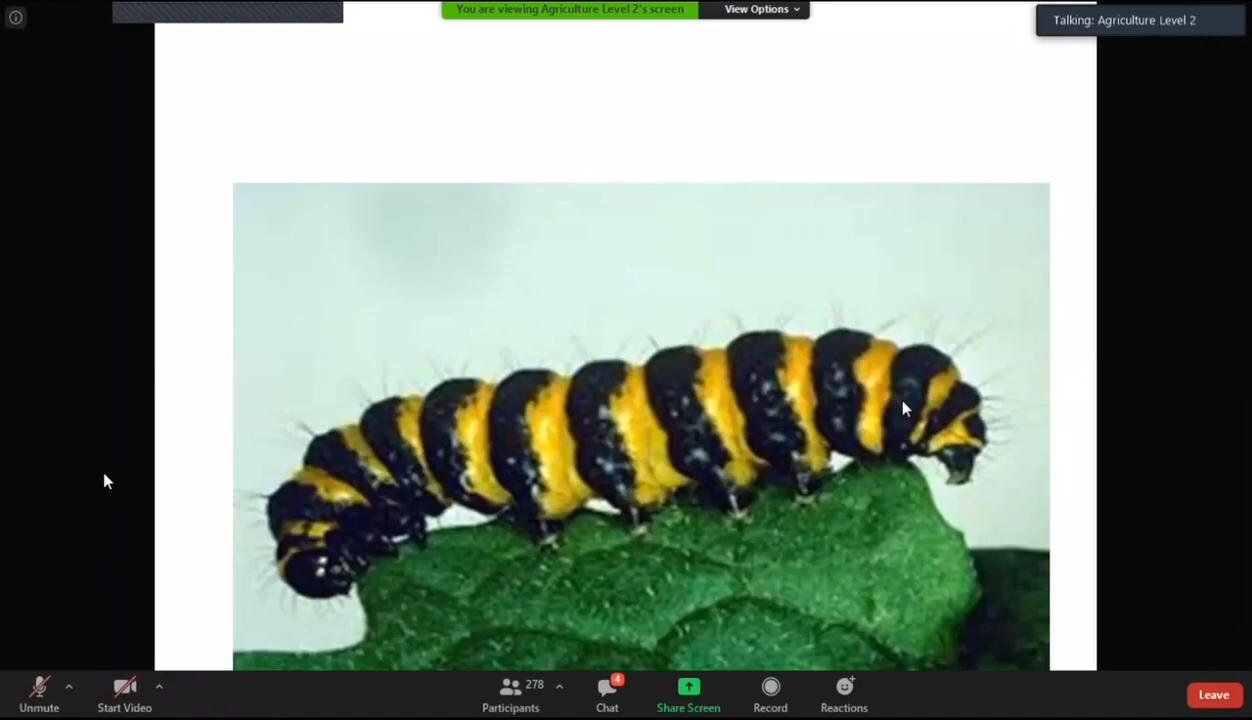 You are viewing Agriculture Level 2's screen
View Options
Talking: Agriculture Level 2
Unmute
Start Video
278
Participants
4
Chat
Share Screen
Record
Reactions
Leave